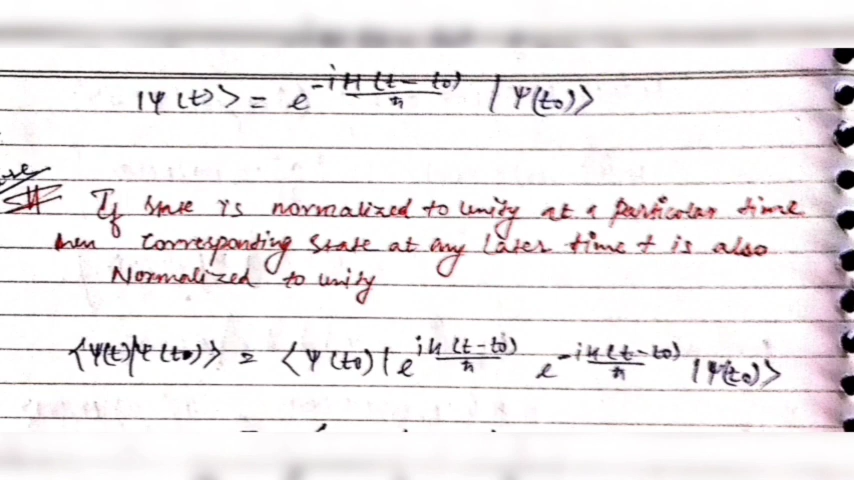 |Ψ(t)> = e^{-iH(t-t0)/ħ} |Ψ(t0)>
If state is normalized to Unity at a particular time
then corresponding state at any later time t is also
Normalized to unity
<Ψ(t)|Ψ(t0)> = <Ψ(t0)| e^{iH(t-t0)/ħ} e^{-iH(t-t0)/ħ} |Ψ(t0)>